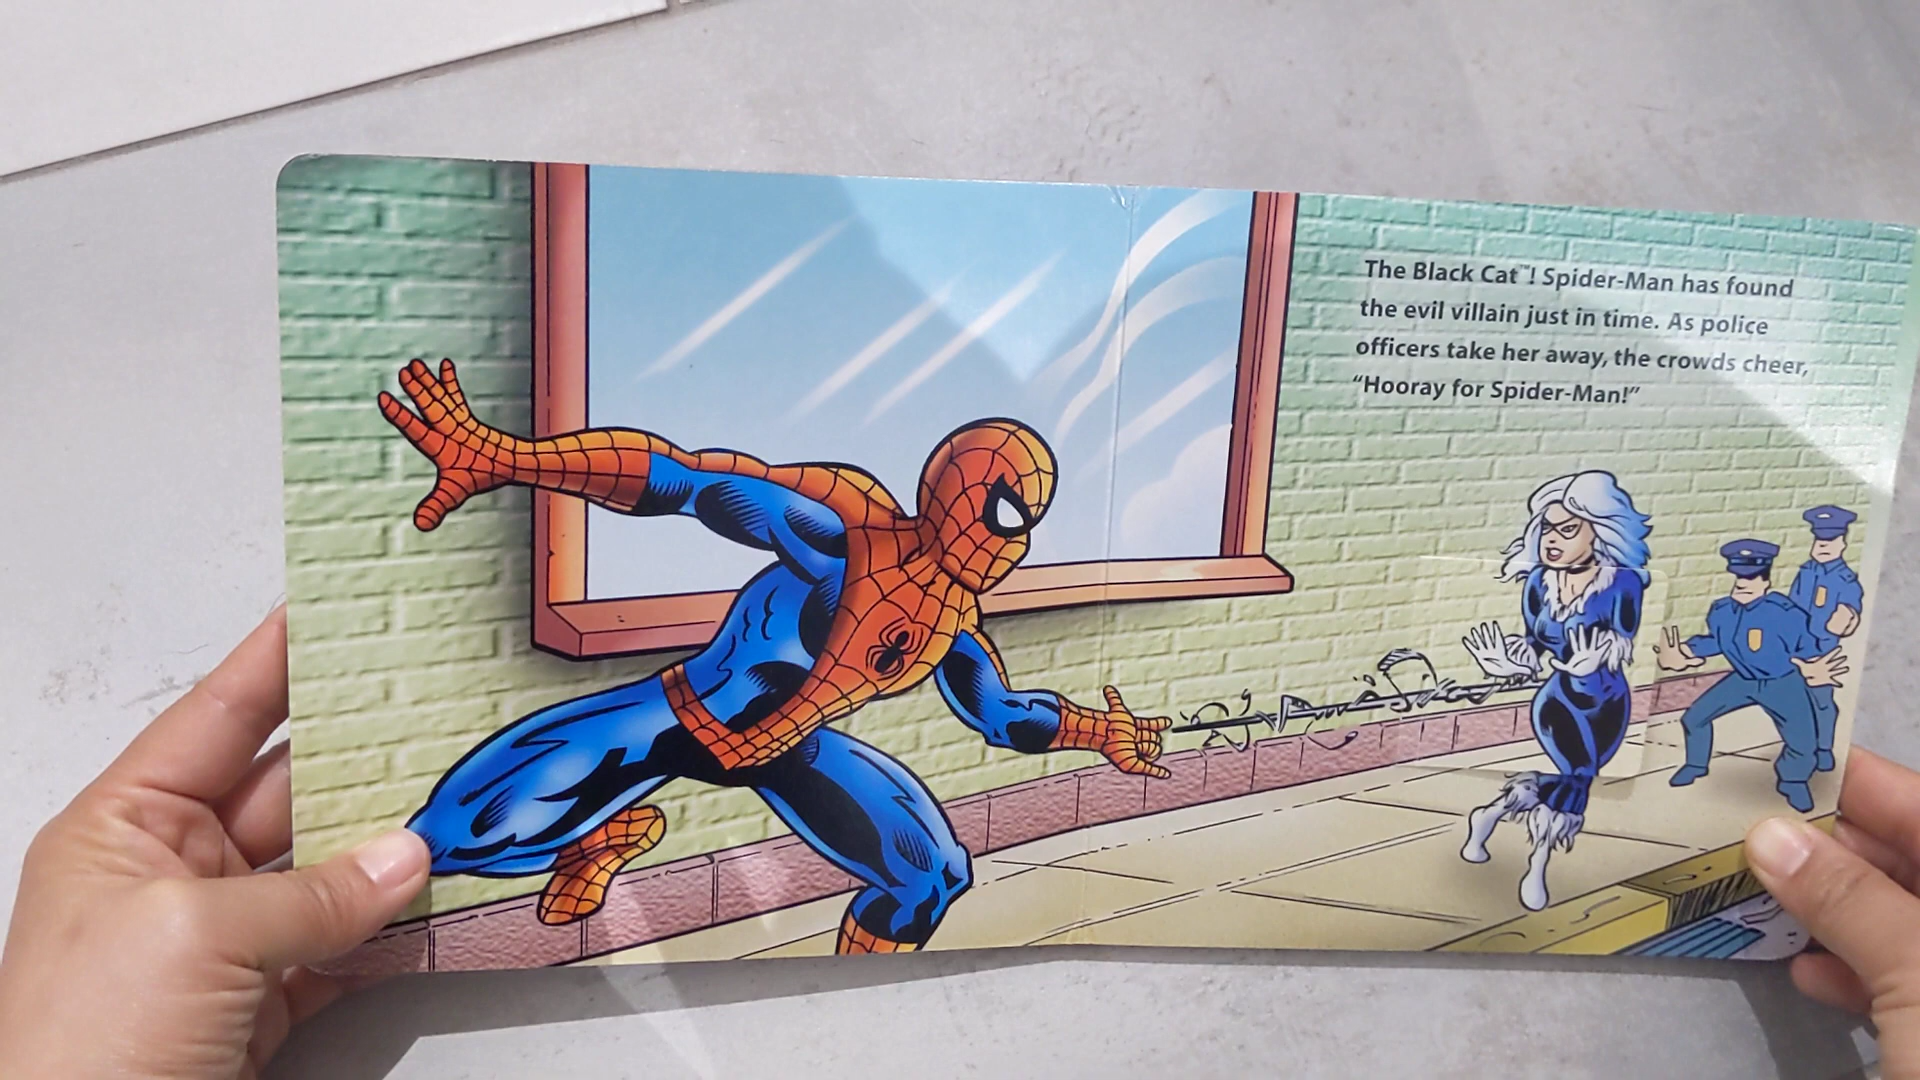 The Black Cat™! Spider-Man has found
the evil villain just in time. As police
officers take her away, the crowds cheer,
“Hooray for Spider-Man!”